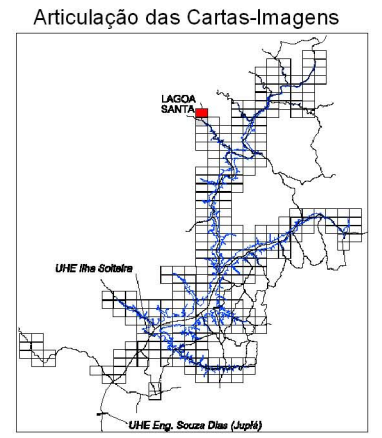 Articulação das Cartas-Imagens
LAGOA
SANTA
UHE Ilha Solteira
UHE Eng. Souza Dias (Jupiá)